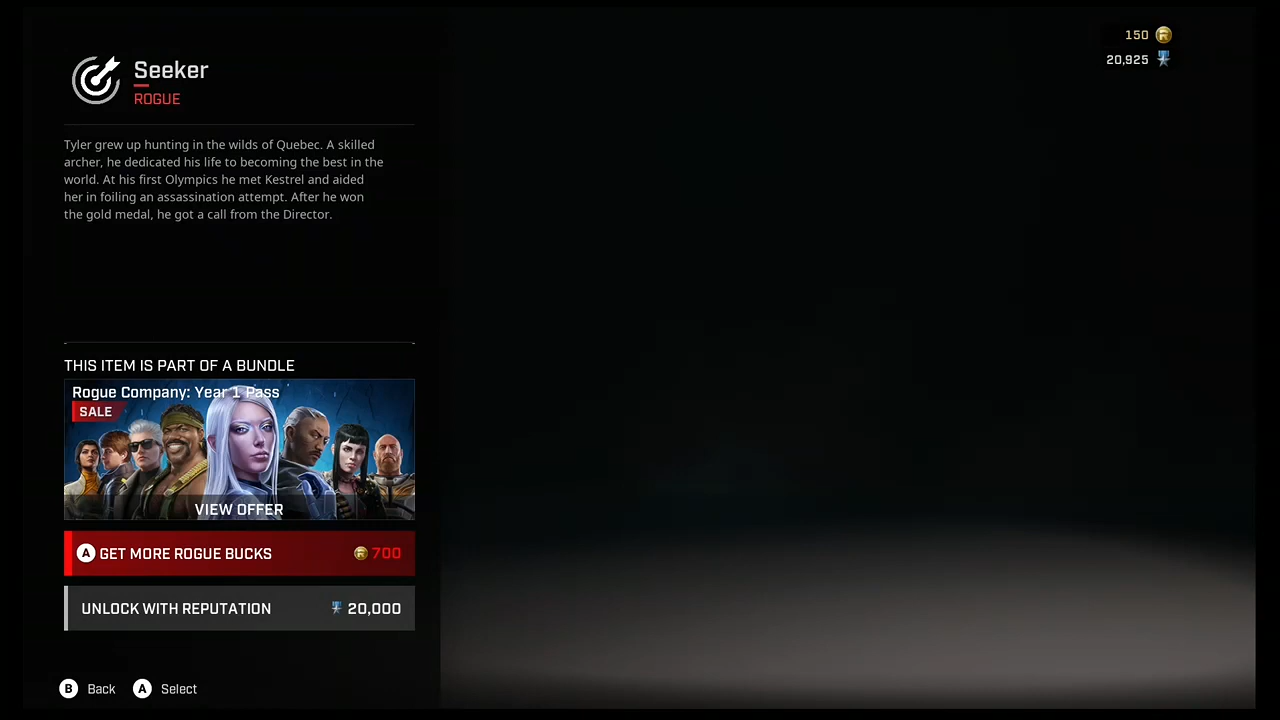 150
20,925
Seeker
ROGUE
Tyler grew up hunting in the wilds of Quebec. A skilled
archer, he dedicated his life to becoming the best in the
world. At his first Olympics he met Kestrel and aided
her in foiling an assassination attempt. After he won
the gold medal, he got a call from the Director.
THIS ITEM IS PART OF A BUNDLE
Rogue Company: Year 1 Pass
SALE
VIEW OFFER
A GET MORE ROGUE BUCKS 700
UNLOCK WITH REPUTATION 20,000
B Back A Select